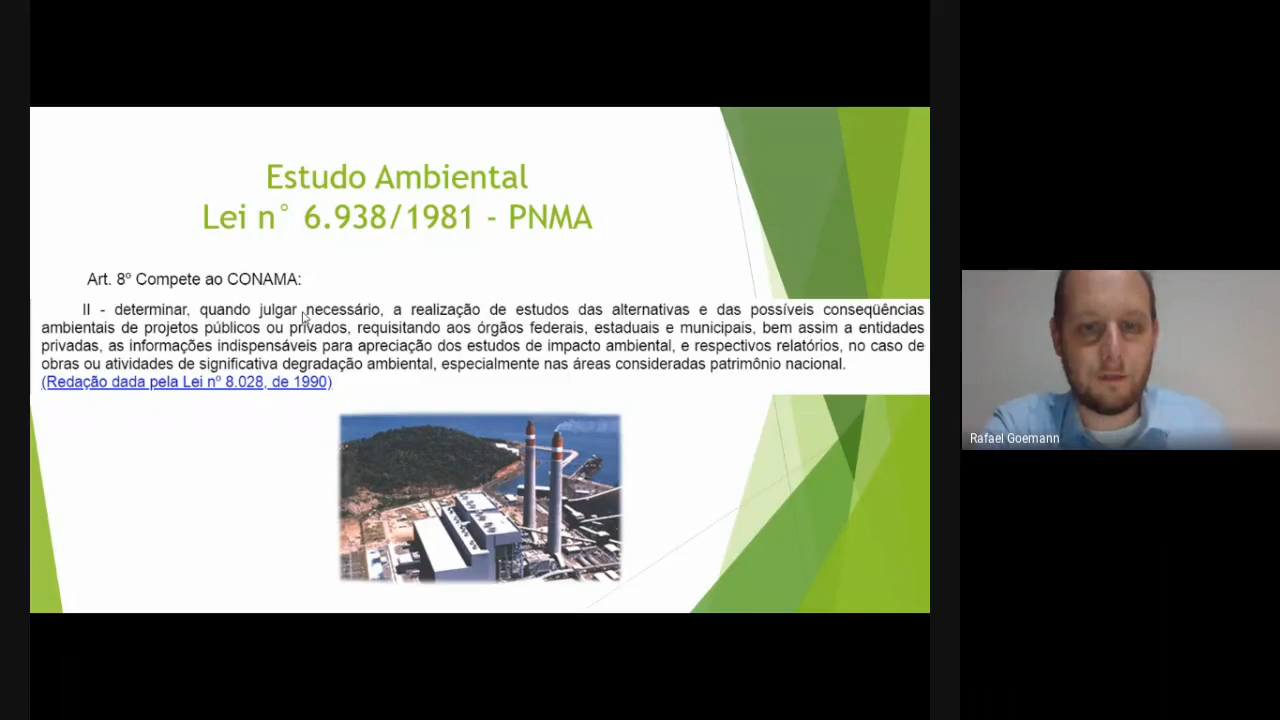 Estudo Ambiental
Lei n° 6.938/1981 - PNMA
Art. 8º Compete ao CONAMA:
II - determinar, quando julgar necessário, a realização de estudos das alternativas e das possíveis conseqüências
ambientais de projetos públicos ou privados, requisitando aos órgãos federais, estaduais e municipais, bem assim a entidades
privadas, as informações indispensáveis para apreciação dos estudos de impacto ambiental, e respectivos relatórios, no caso de
obras ou atividades de significativa degradação ambiental, especialmente nas áreas consideradas patrimônio nacional.
(Redação dada pela Lei nº 8.028, de 1990)
Rafael Goemann